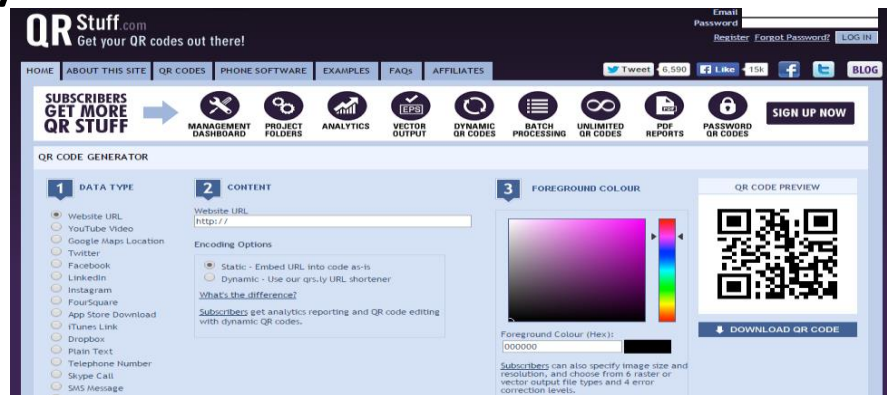 QR Stuff.com
Get your QR codes out there!
Email
Password
Register Forgot Password? LOG IN
HOME ABOUT THIS SITE QR CODES PHONE SOFTWARE EXAMPLES FAQs AFFILIATES
Tweet 6,590 Like 15k BLOG
SUBSCRIBERS
GET MORE
QR STUFF
MANAGEMENT
DASHBOARD
PROJECT
FOLDERS
ANALYTICS
EPS
VECTOR
OUTPUT
DYNAMIC
QR CODES
BATCH
PROCESSING
UNLIMITED
QR CODES
PDF
REPORTS
PASSWORD
QR CODES
SIGN UP NOW
QR CODE GENERATOR
1 DATA TYPE
Website URL
YouTube Video
Google Maps Location
Twitter
Facebook
LinkedIn
Instagram
FourSquare
App Store Download
iTunes Link
Dropbox
Plain Text
Telephone Number
Skype Call
SMS Message
2 CONTENT
Website URL
http://
Encoding Options
Static - Embed URL into code as-is
Dynamic - Use our qrs.ly URL shortener
What's the difference?
Subscribers get analytics reporting and QR code editing
with dynamic QR codes.
3 FOREGROUND COLOUR
Foreground Colour (Hex):
000000
Subscribers can also specify image size and
resolution, and choose from 6 raster or
vector output file types and 4 error
correction levels.
QR CODE PREVIEW
DOWNLOAD QR CODE